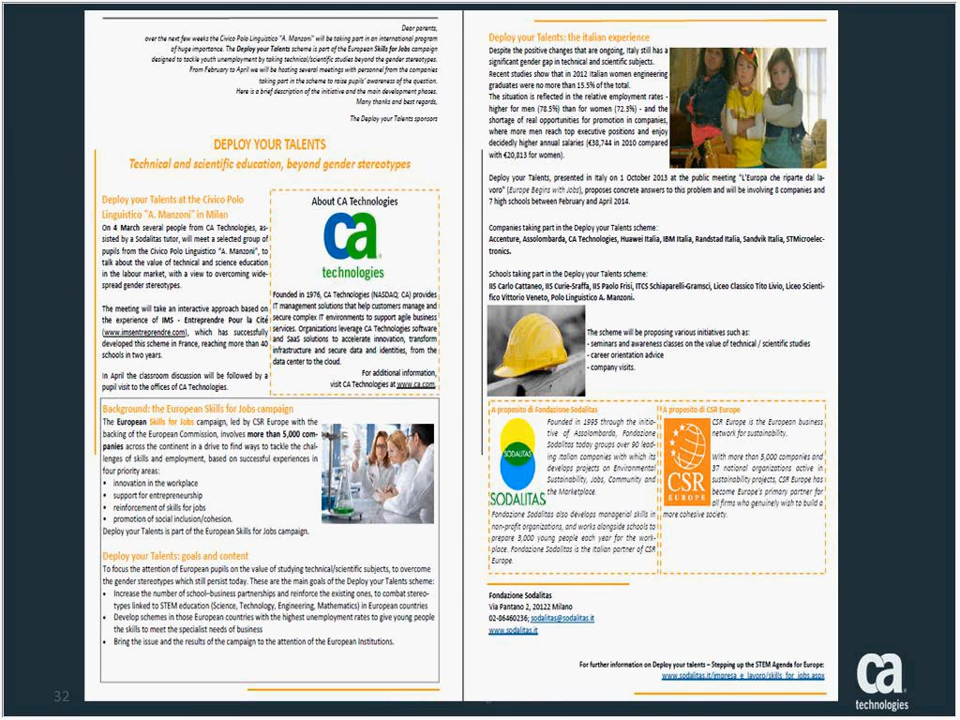 Dear parents,
over the next few weeks the Civico Polo Linguistico "A. Manzoni" will be taking part in an international program
of huge importance. The Deploy your Talents scheme is part of the European Skills for Jobs campaign
designed to tackle youth unemployment by taking technical/scientific studies beyond the gender stereotypes.
From February to April we will be hosting several meetings with personnel from the companies
taking part in the scheme to raise pupils' awareness of the question.
Here is a brief description of the initiative and the main development phases.
Many thanks and best regards,
The Deploy your Talents sponsors
DEPLOY YOUR TALENTS
Technical and scientific education, beyond gender stereotypes
Deploy your Talents at the Civico Polo
Linguistico "A. Manzoni" in Milan
On 4 March several people from CA Technologies, as-
sisted by a Sodalitas tutor, will meet a selected group of
pupils from the Civico Polo Linguistico "A. Manzoni", to
talk about the value of technical and science education
in the labour market, with a view to overcoming wide-
spread gender stereotypes.
The meeting will take an interactive approach based on
the experience of IMS - Entreprendre Pour la Cité
(www.imsentreprendre.com), which has successfully
developed this scheme in France, reaching more than 40
schools in two years.
In April the classroom discussion will be followed by a
pupil visit to the offices of CA Technologies.
About CA Technologies
ca
technologies
Founded in 1976, CA Technologies (NASDAQ: CA) provides
IT management solutions that help customers manage and
secure complex IT environments to support agile business
services. Organizations leverage CA Technologies software
and SaaS solutions to accelerate innovation, transform
infrastructure and secure data and identities, from the
data center to the cloud.
For additional information,
visit CA Technologies at www.ca.com.
Background: the European Skills for Jobs campaign
The European Skills for Jobs campaign, led by CSR Europe with the
backing of the European Commission, involves more than 5,000 com-
panies across the continent in a drive to find ways to tackle the chal-
lenges of skills and employment, based on successful experiences in
four priority areas:
• innovation in the workplace
• support for entrepreneurship
• reinforcement of skills for jobs
• promotion of social inclusion/cohesion.
Deploy your Talents is part of the European Skills for Jobs campaign.
Deploy your Talents: goals and content
To focus the attention of European pupils on the value of studying technical/scientific subjects, to overcome
the gender stereotypes which still persist today. These are the main goals of the Deploy your Talents scheme:
• Increase the number of school–business partnerships and reinforce the existing ones, to combat stereo-
types linked to STEM education (Science, Technology, Engineering, Mathematics) in European countries
• Develop schemes in those European countries with the highest unemployment rates to give young people
the skills to meet the specialist needs of business
• Bring the issue and the results of the campaign to the attention of the European Institutions.
Deploy your Talents: the italian experience
Despite the positive changes that are ongoing, Italy still has a
significant gender gap in technical and scientific subjects.
Recent studies show that in 2012 Italian women engineering
graduates were no more than 15.5% of the total.
The situation is reflected in the relative employment rates -
higher for men (78.5%) than for women (72.3%) - and the
shortage of real opportunities for promotion in companies,
where more men reach top executive positions and enjoy
decidedly higher annual salaries (€38,744 in 2010 compared
with €20,813 for women).
Deploy your Talents, presented in Italy on 1 October 2013 at the public meeting "L'Europa che riparte dal la-
voro" (Europe Begins with Jobs), proposes concrete answers to this problem and will be involving 8 companies and
7 high schools between February and April 2014.
Companies taking part in the Deploy your Talents scheme:
Accenture, Assolombarda, CA Technologies, Huawei Italia, IBM Italia, Randstad Italia, Sandvik Italia, STMicroelec-
tronics.
Schools taking part in the Deploy your Talents scheme:
IIS Carlo Cattaneo, IIS Curie-Sraffa, IIS Paolo Frisi, ITCS Schiaparelli-Gramsci, Liceo Classico Tito Livio, Liceo Scienti-
fico Vittorio Veneto, Polo Linguistico A. Manzoni.
The scheme will be proposing various initiatives such as:
- seminars and awareness classes on the value of technical / scientific studies
- career orientation advice
- company visits.
A proposito di Fondazione Sodalitas
SODALITAS
SODALITAS
Founded in 1995 through the initia-
tive of Assolombarda, Fondazione
Sodalitas today groups over 90 lead-
ing Italian companies with which its
develops projects on Environmental
Sustainability, Jobs, Community and
the Marketplace.
Fondazione Sodalitas also develops managerial skills in
non-profit organizations, and works alongside schools to
prepare 3,000 young people each year for the work-
place. Fondazione Sodalitas is the Italian partner of CSR
Europe.
A proposito di CSR Europe
CSR
EUROPE
CSR Europe is the European business
network for sustainability.
With more than 5,000 companies and
37 national organizations active in
sustainability projects, CSR Europe has
become Europe's primary partner for
all firms who genuinely wish to build a
more cohesive society.
Fondazione Sodalitas
Via Pantano 2, 20122 Milano
02-86460236; sodalitas@sodalitas.it
www.sodalitas.it
For further information on Deploy your talents – Stepping up the STEM Agenda for Europe:
www.sodalitas.it/impresa_e_lavoro/skills_for_jobs.aspx
32
ca
technologies